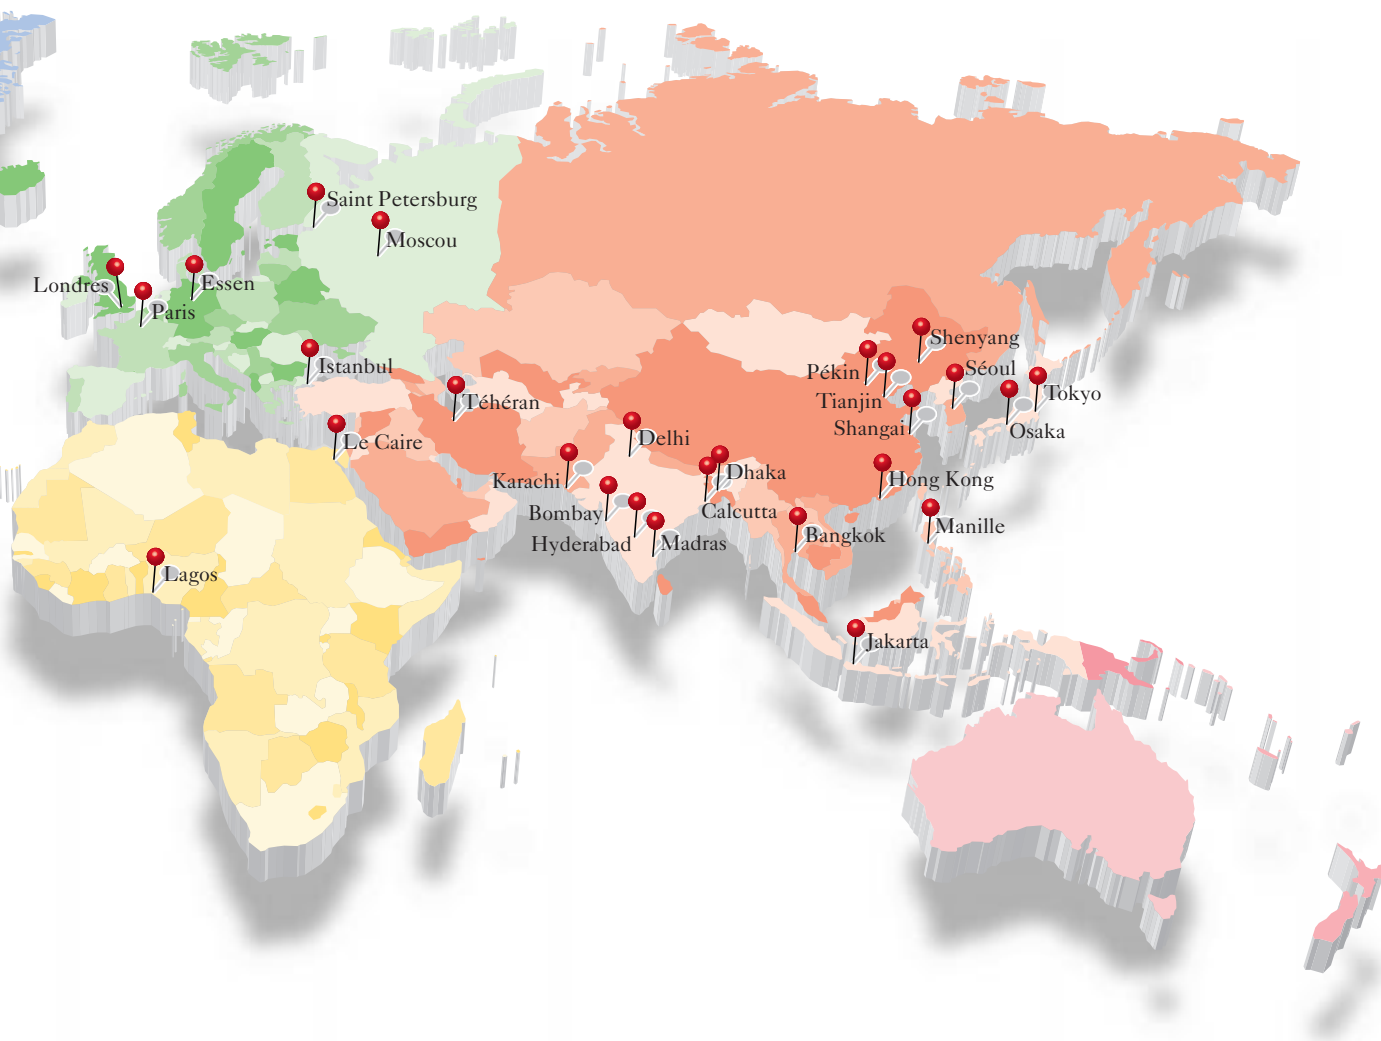 Saint Petersburg
Moscou
Londres
Essen
Paris
Shenyang
Istanbul
Pékin
Séoul
Téhéran
Tianjin
Tokyo
Shangai
Osaka
Le Caire
Delhi
Karachi
Dhaka
Hong Kong
Bombay
Calcutta
Manille
Hyderabad
Madras
Bangkok
Lagos
Jakarta